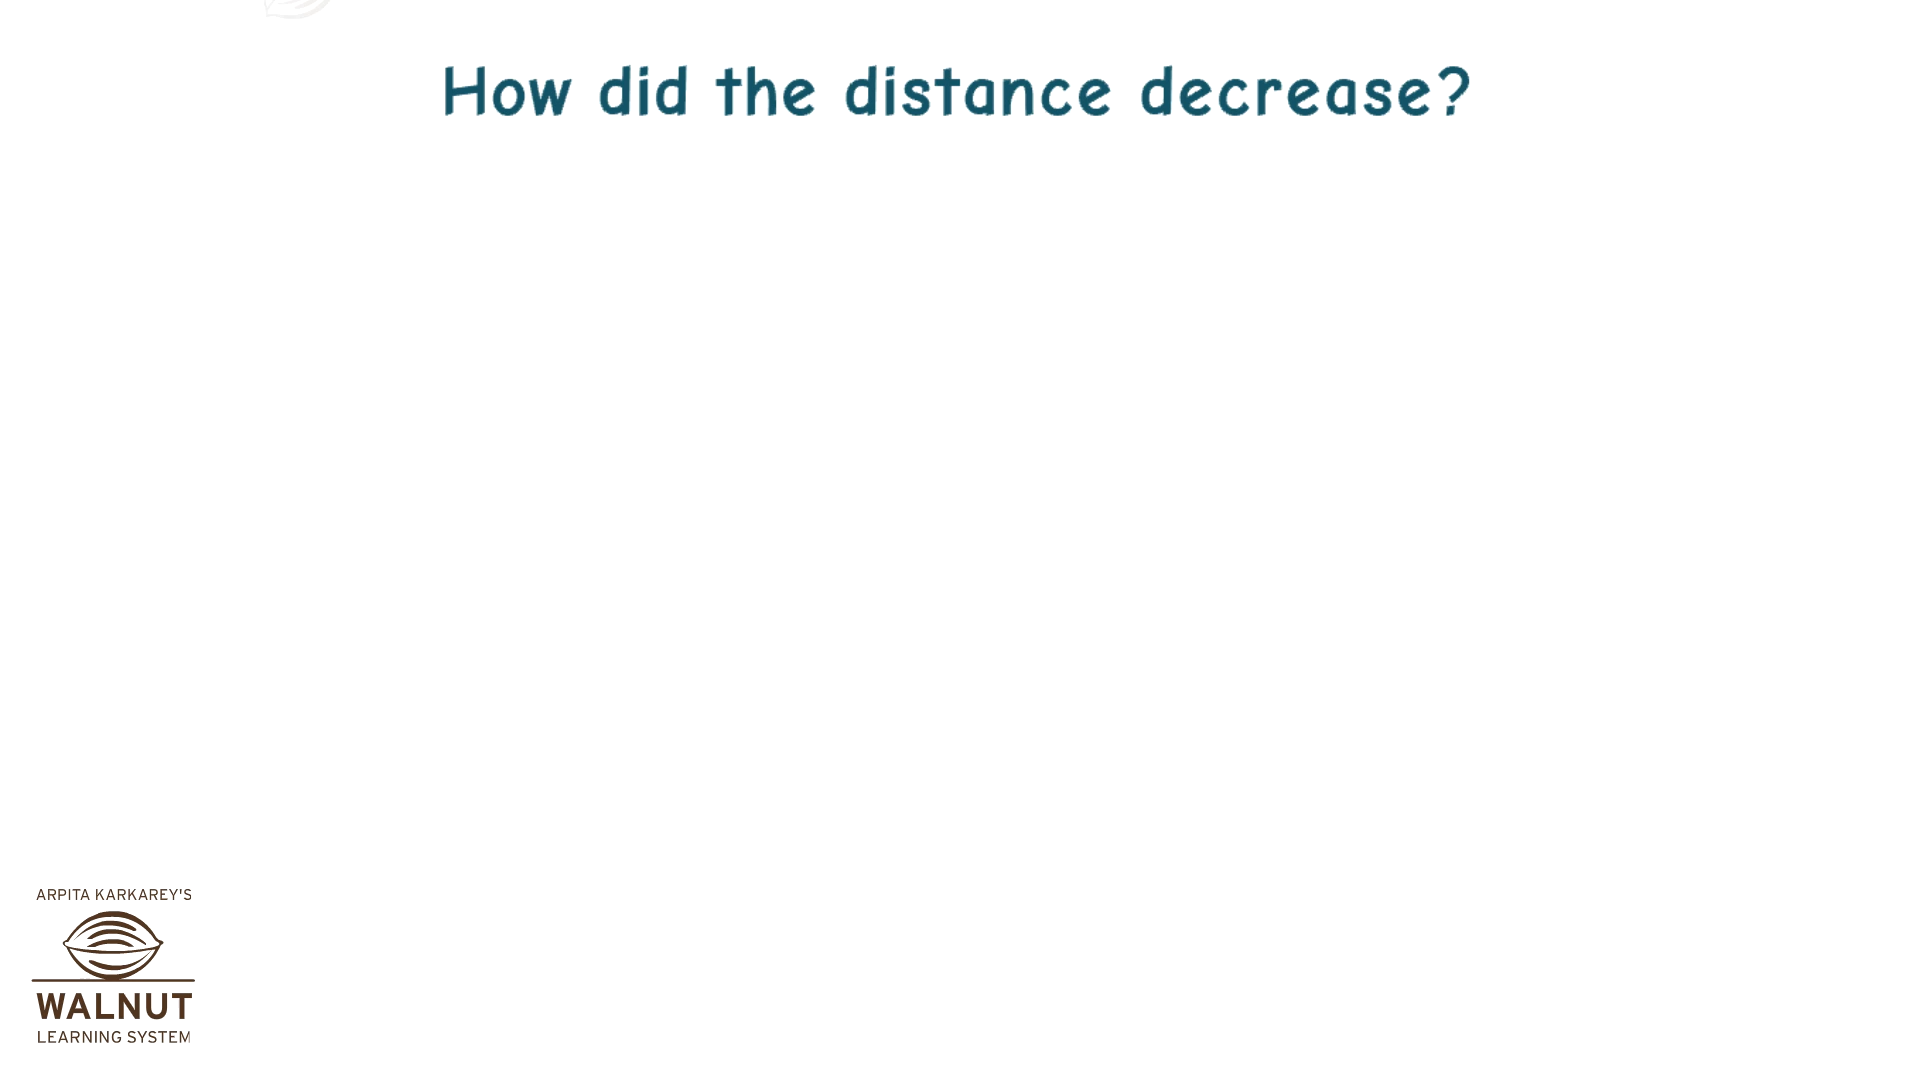 How did the distance decrease?
ARPITA KARKAREY'S
WALNUT
LEARNING SYSTEM